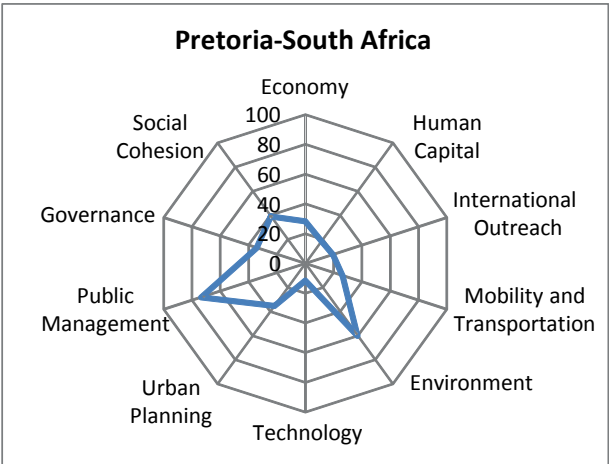 Pretoria-South Africa
Economy
100
80
60
40
20
0
Human
Capital
International
Outreach
Mobility and
Transportation
Environment
Technology
Urban
Planning
Public
Management
Governance
Social
Cohesion